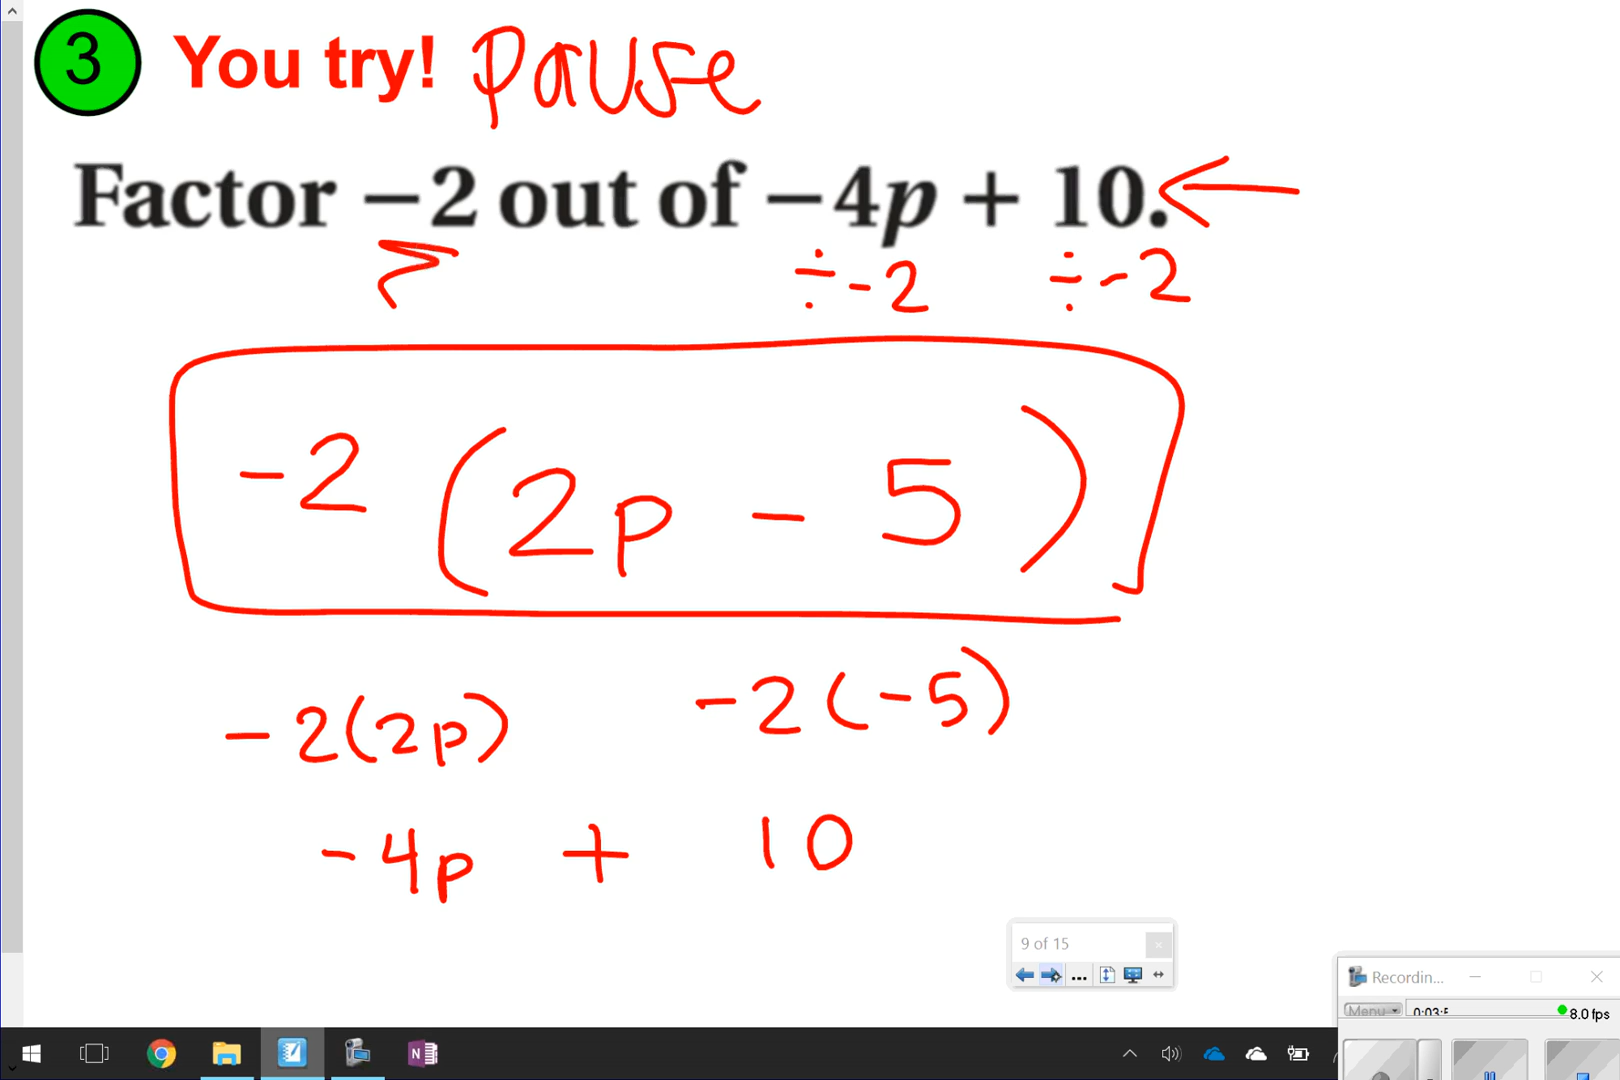 3 You try! pause
Factor −2 out of −4p + 10.
÷ -2 ÷ -2
-2 (2p - 5)
-2(2p) -2(-5)
-4p + 10
9 of 15
Recordin...
Menu 8.0 fps
N